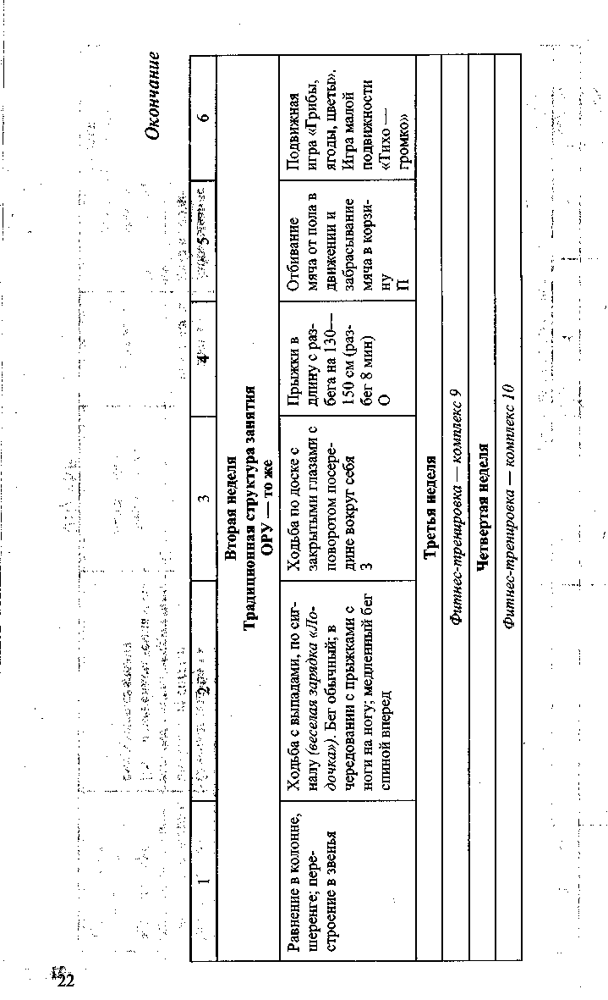 Окончание
1 2 3 4 5 6
Вторая неделя
Традиционная структура занятия
ОРУ — то же
Равнение в колонне,
шеренге; пере-
строение в звенья
Ходьба с выпадами, по сиг-
налу (веселая зарядка «Ло-
дочка»). Бег обычный; в
чередовании с прыжками с
ноги на ногу; медленный бег
спиной вперед
Ходьба по доске с
закрытыми глазами с
поворотом посере-
дине вокруг себя
З
Прыжки в
длину с раз-
бега на 130—
150 см (раз-
бег 8 мин)
О
Отбивание
мяча от пола в
движении и
забрасывание
мяча в корзи-
ну
П
Подвижная
игра «Грибы,
ягоды, цветы».
Игра малой
подвижности
«Тихо —
громко»
Третья неделя
Фитнес-тренировка — комплекс 9
Четвертая неделя
Фитнес-тренировка — комплекс 10
22